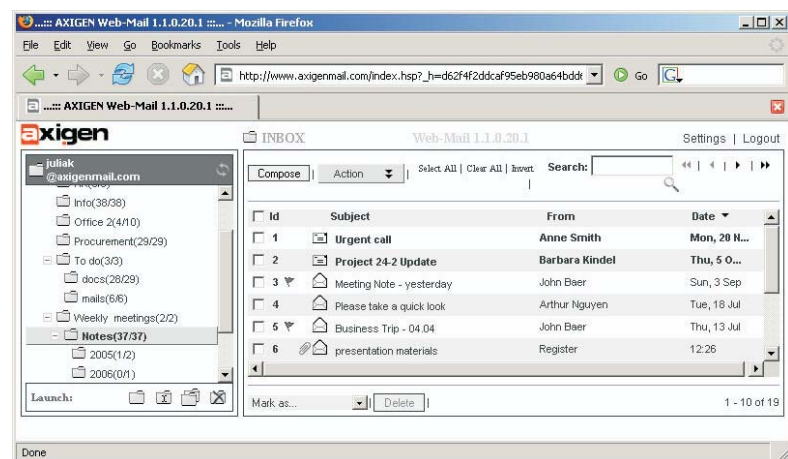 ...::: AXIGEN Web-Mail 1.1.0.20.1 :::... - Mozilla Firefox
File Edit View Go Bookmarks Tools Help
http://www.axigenmail.com/index.hsp?_h=d62f4f2ddcaf95eb980a64bdd Go G
...::: AXIGEN Web-Mail 1.1.0.20.1 :::...
axigen INBOX Web-Mail 1.1.0.20.1 Settings | Logout
juliak
@axigenmail.com
Info(38/38)
Office 2(4/10)
Procurement(29/29)
To do(3/3)
docs(28/29)
mails(6/6)
Weekly meetings(2/2)
Notes(37/37)
2005(1/2)
2006(0/1)
Launch:
Compose | Action | Select All | Clear All | Invert | Search:
Id Subject From Date
1 Urgent call Anne Smith Mon, 20 N...
2 Project 24-2 Update Barbara Kindel Thu, 5 O...
3 Meeting Note - yesterday John Baer Sun, 3 Sep
4 Please take a quick look Arthur Nguyen Tue, 18 Jul
5 Business Trip - 04.04 John Baer Thu, 13 Jul
6 presentation materials Register 12:26
Mark as... | Delete | 1 - 10 of 19
Done